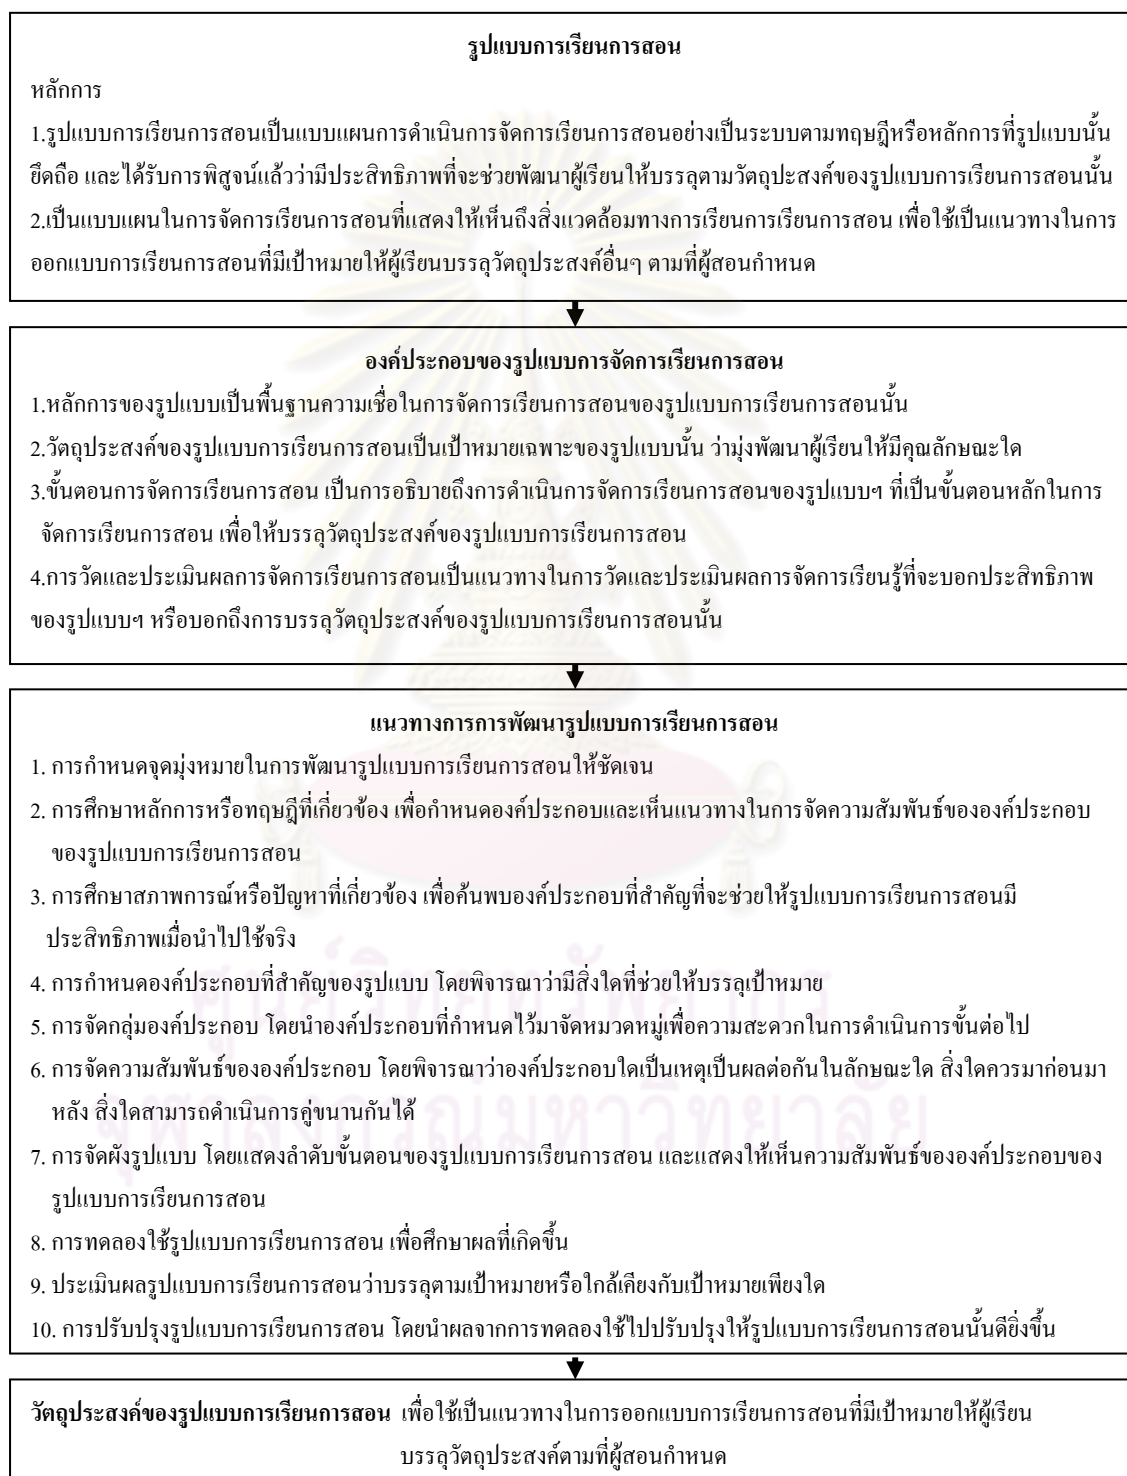 รูปแบบการเรียนการสอน
หลักการ
1.รูปแบบการเรียนการสอนเป็นแบบแผนการดำเนินการจัดการเรียนการสอนอย่างเป็นระบบตามทฤษฎีหรือหลักการที่รูปแบบนั้น
ยึดถือ และได้รับการพิสูจน์แล้วว่ามีประสิทธิภาพที่จะช่วยพัฒนาผู้เรียนให้บรรลุตามวัตถุปะสงค์ของรูปแบบการเรียนการสอนนั้น
2.เป็นแบบแผนในการจัดการเรียนการสอนที่แสดงให้เห็นถึงสิ่งแวดล้อมทางการเรียนการเรียนการสอน เพื่อใช้เป็นแนวทางในการ
ออกแบบการเรียนการสอนที่มีเป้าหมายให้ผู้เรียนบรรลุวัตถุประสงค์อื่นๆ ตามที่ผู้สอนกำหนด
องค์ประกอบของรูปแบบการจัดการเรียนการสอน
1.หลักการของรูปแบบเป็นพื้นฐานความเชื่อในการจัดการเรียนการสอนของรูปแบบการเรียนการสอนนั้น
2.วัตถุประสงค์ของรูปแบบการเรียนการสอนเป็นเป้าหมายเฉพาะของรูปแบบนั้น ว่ามุ่งพัฒนาผู้เรียนให้มีคุณลักษณะใด
3.ขั้นตอนการจัดการเรียนการสอน เป็นการอธิบายถึงการดำเนินการจัดการเรียนการสอนของรูปแบบฯ ที่เป็นขั้นตอนหลักในการ
จัดการเรียนการสอน เพื่อให้บรรลุวัตถุประสงค์ของรูปแบบการเรียนการสอน
4.การวัดและประเมินผลการจัดการเรียนการสอนเป็นแนวทางในการวัดและประเมินผลการจัดการเรียนรู้ที่จะบอกประสิทธิภาพ
ของรูปแบบฯ หรือบอกถึงการบรรลุวัตถุประสงค์ของรูปแบบการเรียนการสอนนั้น
แนวทางการการพัฒนารูปแบบการเรียนการสอน
1. การกำหนดจุดมุ่งหมายในการพัฒนารูปแบบการเรียนการสอนให้ชัดเจน
2. การศึกษาหลักการหรือทฤษฎีที่เกี่ยวข้อง เพื่อกำหนดองค์ประกอบและเห็นแนวทางในการจัดความสัมพันธ์ขององค์ประกอบ
ของรูปแบบการเรียนการสอน
3. การศึกษาสภาพการณ์หรือปัญหาที่เกี่ยวข้อง เพื่อค้นพบองค์ประกอบที่สำคัญที่จะช่วยให้รูปแบบการเรียนการสอนมี
ประสิทธิภาพเมื่อนำไปใช้จริง
4. การกำหนดองค์ประกอบที่สำคัญของรูปแบบ โดยพิจารณาว่ามีสิ่งใดที่ช่วยให้บรรลุเป้าหมาย
5. การจัดกลุ่มองค์ประกอบ โดยนำองค์ประกอบที่กำหนดไว้มาจัดหมวดหมู่เพื่อความสะดวกในการดำเนินการขั้นต่อไป
6. การจัดความสัมพันธ์ขององค์ประกอบ โดยพิจารณาว่าองค์ประกอบใดเป็นเหตุเป็นผลต่อกันในลักษณะใด สิ่งใดควรมาก่อนมา
หลัง สิ่งใดสามารถดำเนินการคู่ขนานกันได้
7. การจัดผังรูปแบบ โดยแสดงลำดับขั้นตอนของรูปแบบการเรียนการสอน และแสดงให้เห็นความสัมพันธ์ขององค์ประกอบของ
รูปแบบการเรียนการสอน
8. การทดลองใช้รูปแบบการเรียนการสอน เพื่อศึกษาผลที่เกิดขึ้น
9. ประเมินผลรูปแบบการเรียนการสอนว่าบรรลุตามเป้าหมายหรือใกล้เคียงกับเป้าหมายเพียงใด
10. การปรับปรุงรูปแบบการเรียนการสอน โดยนำผลจากการทดลองใช้ไปปรับปรุงให้รูปแบบการเรียนการสอนนั้นดียิ่งขึ้น
วัตถุประสงค์ของรูปแบบการเรียนการสอน เพื่อใช้เป็นแนวทางในการออกแบบการเรียนการสอนที่มีเป้าหมายให้ผู้เรียน
บรรลุวัตถุประสงค์ตามที่ผู้สอนกำหนด
ศูนย์วิทยทรัพยากร
จุฬาลงกรณ์มหาวิทยาลัย